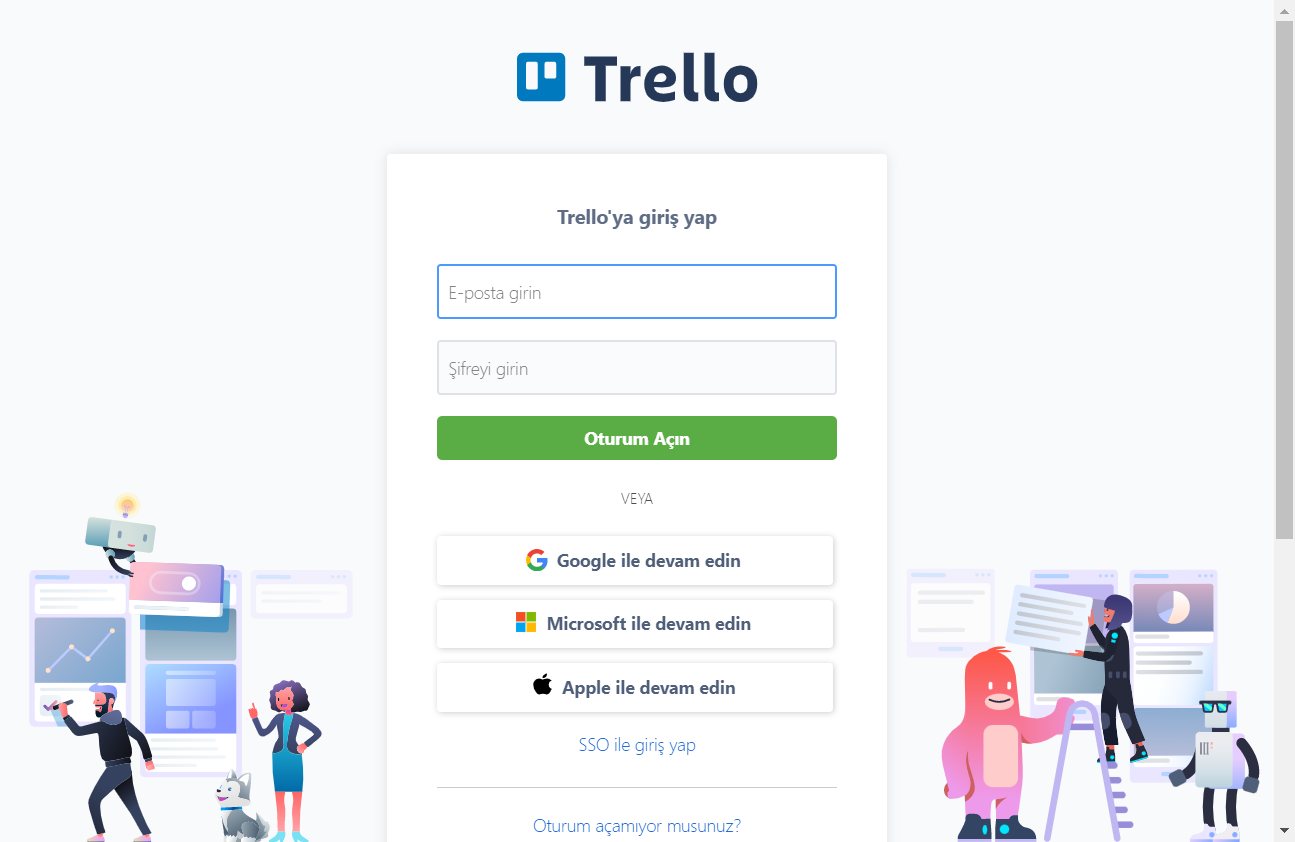 Trello
Trello'ya giriş yap
E-posta girin
Şifreyi girin
Oturum Açın
VEYA
Google ile devam edin
Microsoft ile devam edin
Apple ile devam edin
SSO ile giriş yap
Oturum açamıyor musunuz?